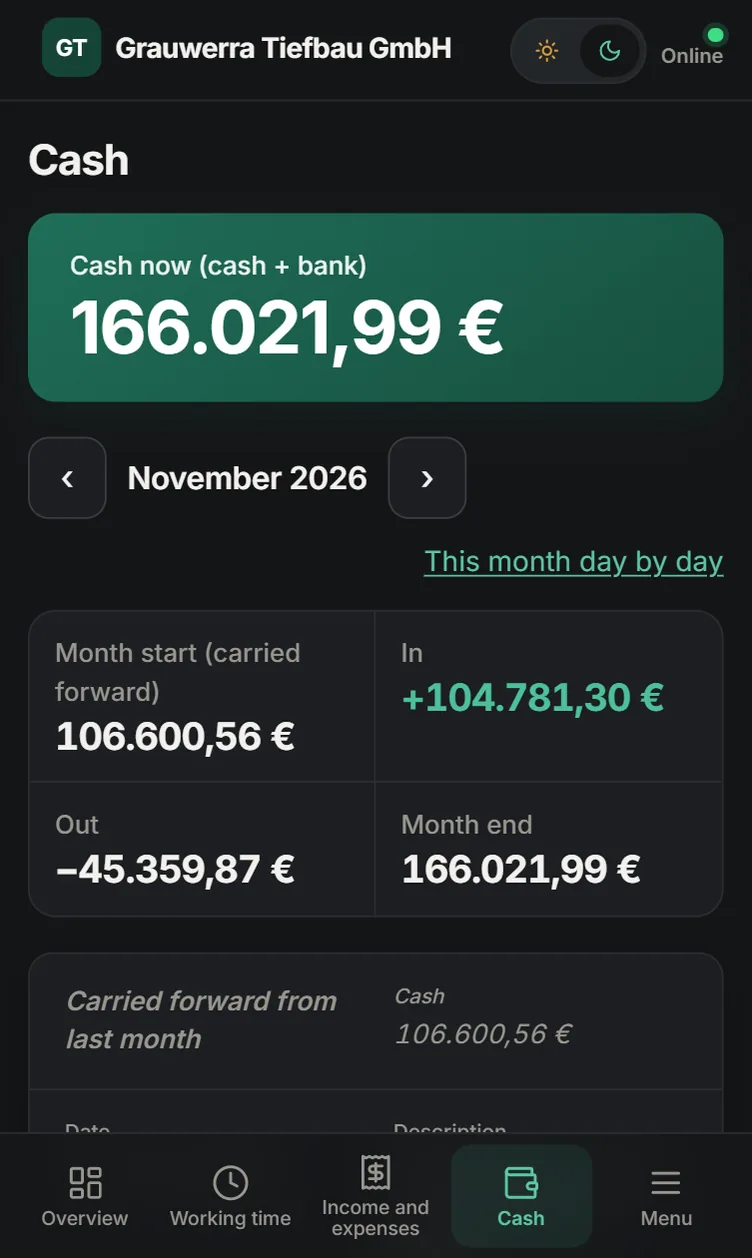 GT
Grauwerra Tiefbau GmbH
Online
Cash
Cash now (cash + bank)
166.021,99 €
‹
November 2026
›
This month day by day
Month start (carried
forward)
106.600,56 €
In
+104.781,30 €
Out
−45.359,87 €
Month end
166.021,99 €
Carried forward from
last month
Cash
106.600,56 €
Date
Description
Overview
Working time
Income and
expenses
Cash
Menu